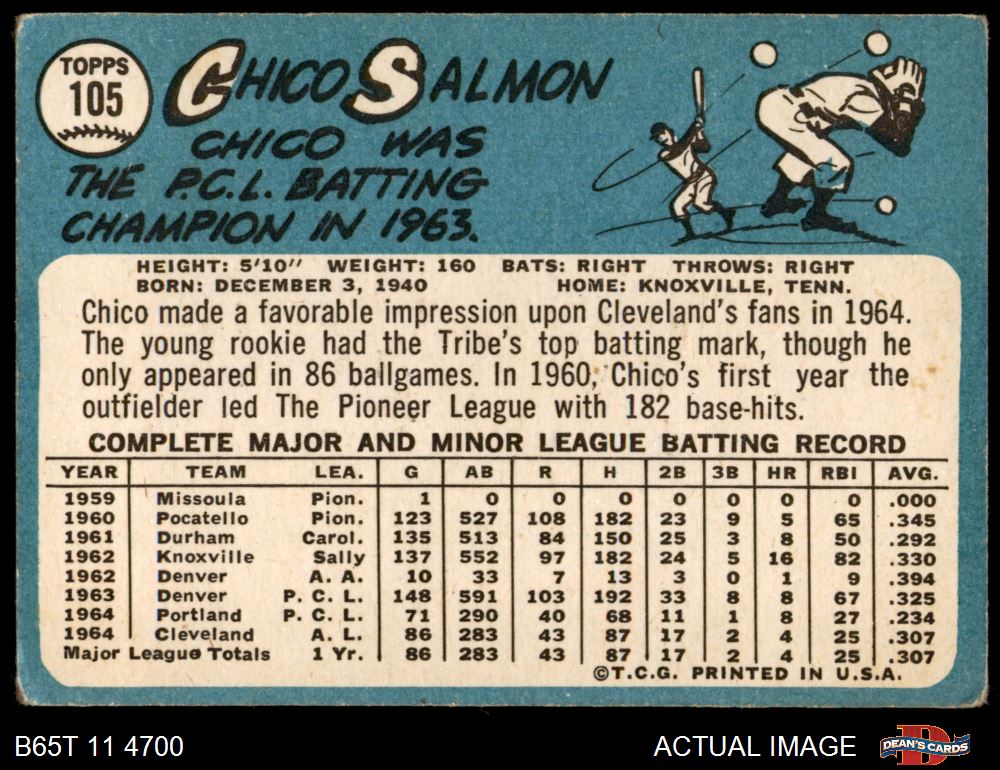 TOPPS
105
CHICO SALMON
CHICO WAS
THE P.C.L. BATTING
CHAMPION IN 1963.
HEIGHT: 5'10" WEIGHT: 160 BATS: RIGHT THROWS: RIGHT
BORN: DECEMBER 3, 1940 HOME: KNOXVILLE, TENN.
Chico made a favorable impression upon Cleveland's fans in 1964.
The young rookie had the Tribe's top batting mark, though he
only appeared in 86 ballgames. In 1960, Chico's first year the
outfielder led The Pioneer League with 182 base-hits.
COMPLETE MAJOR AND MINOR LEAGUE BATTING RECORD
YEAR TEAM LEA. G AB R H 2B 3B HR RBI AVG.
1959 Missoula Pion. 1 0 0 0 0 0 0 0 .000
1960 Pocatello Pion. 123 527 108 182 23 9 5 65 .345
1961 Durham Carol. 135 513 84 150 25 3 8 50 .292
1962 Knoxville Sally 137 552 97 182 24 5 16 82 .330
1962 Denver A. A. 10 33 7 13 3 0 1 9 .394
1963 Denver P. C. L. 148 591 103 192 33 8 8 67 .325
1964 Portland P. C. L. 71 290 40 68 11 1 8 27 .234
1964 Cleveland A. L. 86 283 43 87 17 2 4 25 .307
Major League Totals 1 Yr. 86 283 43 87 17 2 4 25 .307
©T.C.G. PRINTED IN U.S.A.
B65T 11 4700 ACTUAL IMAGE DEAN'S CARDS